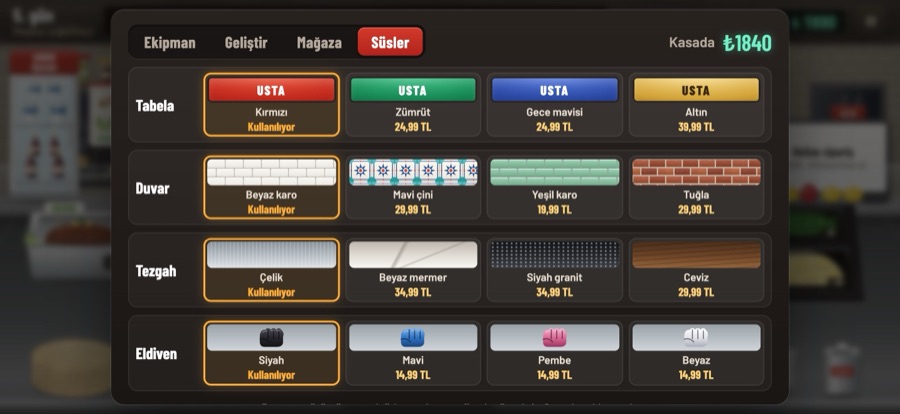 Ekipman Geliştir Mağaza Süsler Kasada ₺1840
Tabela
USTA USTA USTA USTA
Kırmızı Zümrüt Gece mavisi Altın
Kullanılıyor 24,99 TL 24,99 TL 39,99 TL
Duvar
Beyaz karo Mavi çini Yeşil karo Tuğla
Kullanılıyor 29,99 TL 19,99 TL 29,99 TL
Tezgah
Çelik Beyaz mermer Siyah granit Ceviz
Kullanılıyor 34,99 TL 34,99 TL 29,99 TL
Eldiven
Siyah Mavi Pembe Beyaz
Kullanılıyor 14,99 TL 14,99 TL 14,99 TL